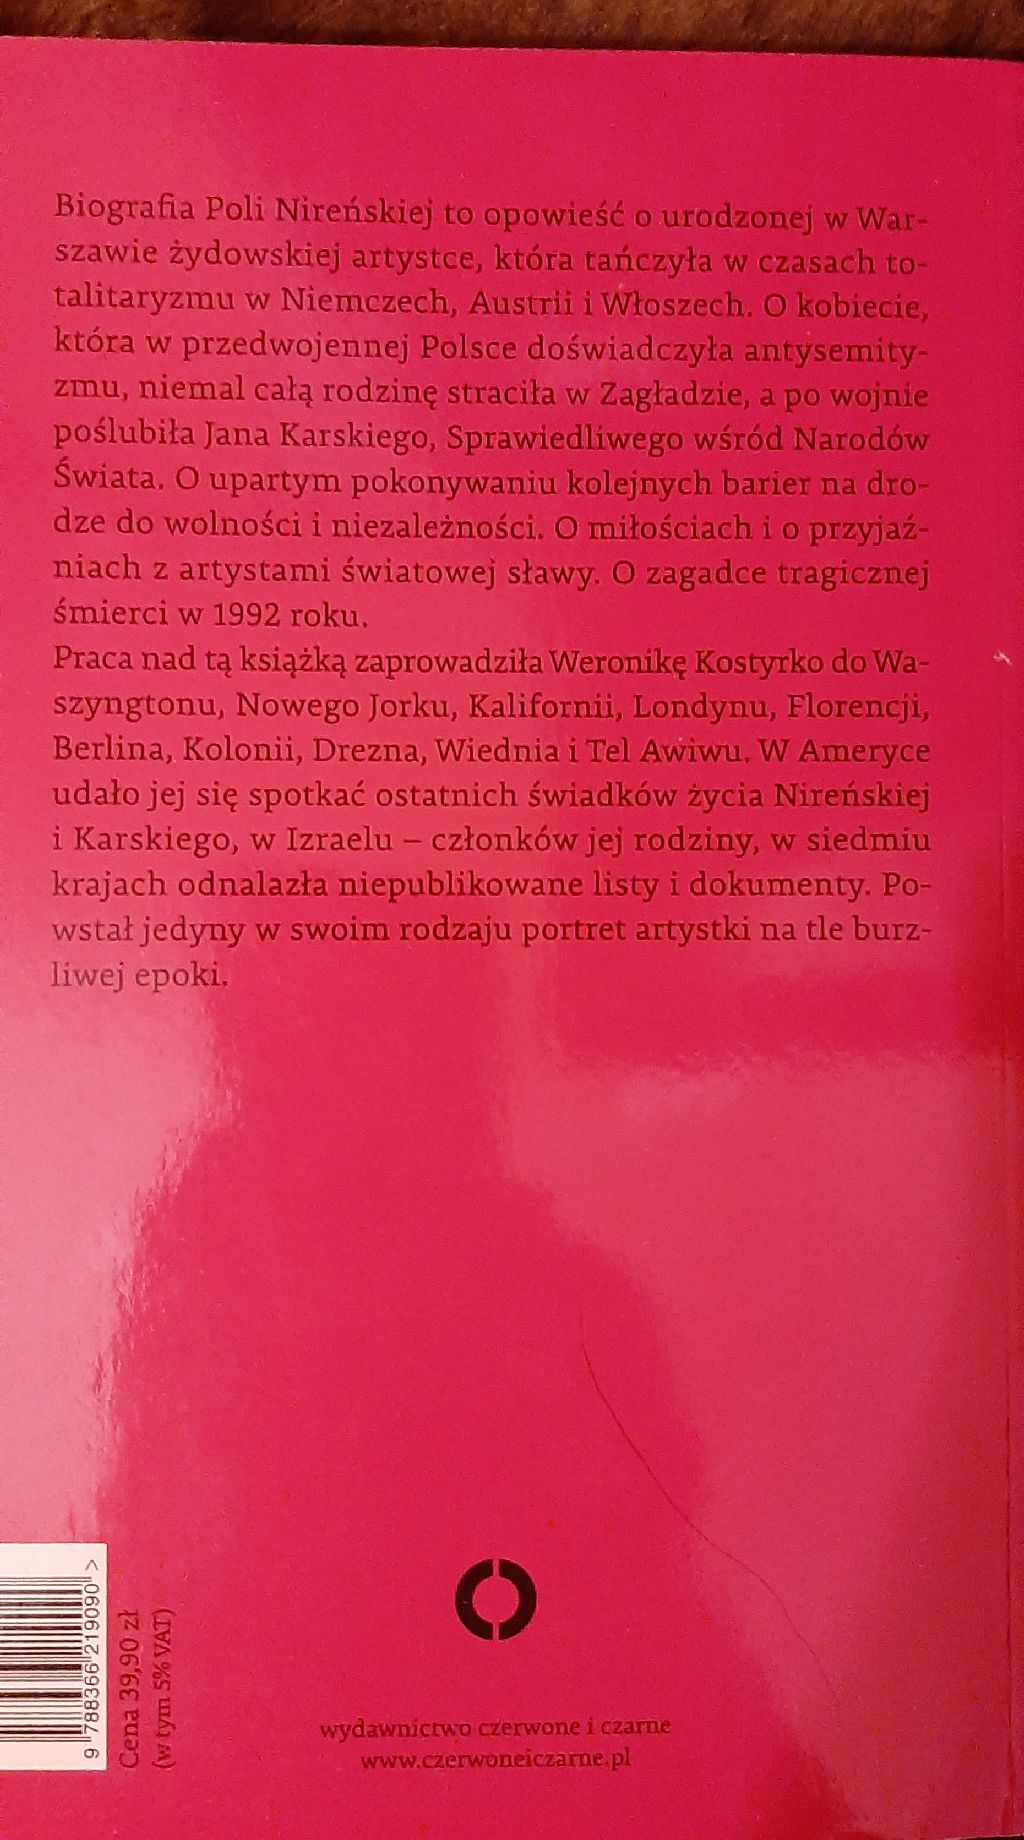 Biografia Poli Nireńskiej to opowieść o urodzonej w War-
szawie żydowskiej artystce, która tańczyła w czasach to-
talitaryzmu w Niemczech, Austrii i Włoszech. O kobiecie,
która w przedwojennej Polsce doświadczyła antysemity-
zmu, niemal całą rodzinę straciła w Zagładzie, a po wojnie
poślubiła Jana Karskiego, Sprawiedliwego wśród Narodów
Świata. O upartym pokonywaniu kolejnych barier na dro-
dze do wolności i niezależności. O miłościach i o przyjaź-
niach z artystami światowej sławy. O zagadce tragicznej
śmierci w 1992 roku.
Praca nad tą książką zaprowadziła Weronikę Kostyrko do Wa-
szyngtonu, Nowego Jorku, Kalifornii, Londynu, Florencji,
Berlina, Kolonii, Drezna, Wiednia i Tel Awiwu. W Ameryce
udało jej się spotkać ostatnich świadków życia Nireńskiej
i Karskiego, w Izraelu – członków jej rodziny, w siedmiu
krajach odnalazła niepublikowane listy i dokumenty. Po-
wstał jedyny w swoim rodzaju portret artystki na tle burz-
liwej epoki.
9 788366 219090 >
Cena 39,90 zł
(w tym 5% VAT)
wydawnictwo czerwone i czarne
www.czerwoneiczarne.pl